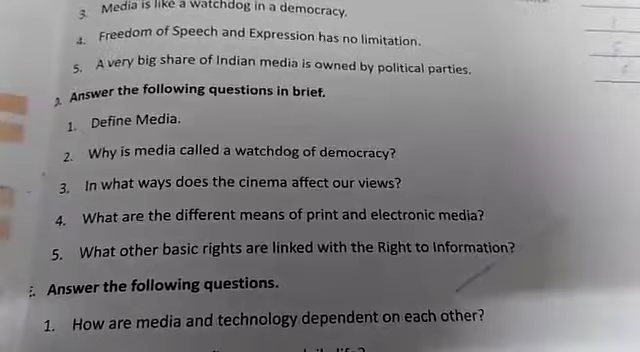 3. Media is like a watchdog in a democracy.
4. Freedom of Speech and Expression has no limitation.
5. A very big share of Indian media is owned by political parties.
Answer the following questions in brief.
1. Define Media.
2. Why is media called a watchdog of democracy?
3. In what ways does the cinema affect our views?
4. What are the different means of print and electronic media?
5. What other basic rights are linked with the Right to Information?
Answer the following questions.
1. How are media and technology dependent on each other?